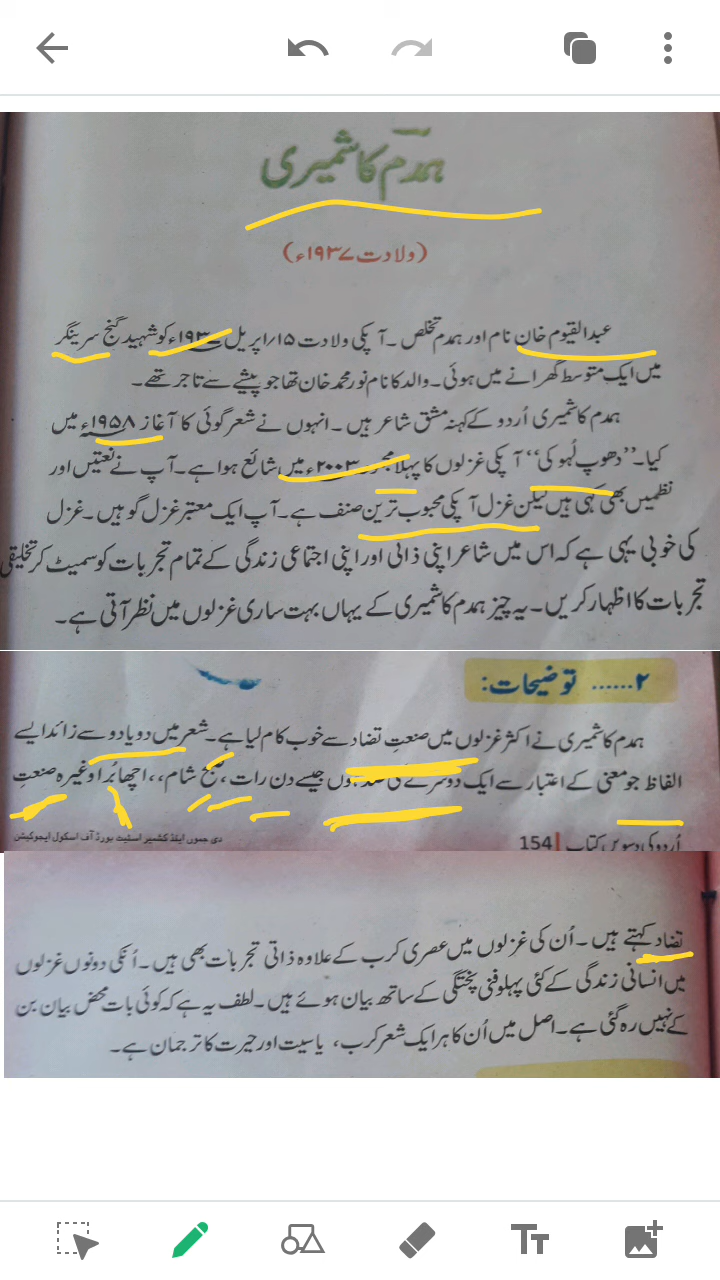 ہمدم کاشمیری
(ولادت ۱۹۳۷ء)
عبدالقیوم خان نام اور ہمدم تخلص ۔ آپکی ولادت ۱۵/اپریل ۱۹۳۷ء کو شہید گنج سرینگر
میں ایک متوسط گھرانے میں ہوئی۔ والد کا نام نور محمد خان تھا جو پیشے سے تاجر تھے۔
ہمدم کاشمیری اُردو کے کہنہ مشق شاعر ہیں ۔ انہوں نے شعر گوئی کا آغاز ۱۹۵۸ء میں
کیا۔ ”دھوپ لہُو کی“ آپکی غزلوں کا پہلا ۲۰۰۳ء میں شائع ہوا ہے۔ آپ نے نعتیں اور
نظمیں بھی کہی ہیں لیکن غزل آپکی محبوب ترین صنف ہے۔ آپ ایک معتبر غزل گو ہیں ۔ غزل
کی خوبی یہی ہے کہ اس میں شاعر اپنی ذاتی اور اپنی اجتماعی زندگی کے تمام تجربات کو سمیٹ کر تخلیقی
تجربات کا اظہار کریں ۔ یہ چیز ہمدم کاشمیری کے یہاں بہت ساری غزلوں میں نظر آتی ہے۔
۲...... توضیحات:
ہمدم کاشمیری نے اکثر غزلوں میں صنعتِ تضاد سے خوب کام لیا ہے۔ شعر میں دو یا دو سے زائد ایسے
الفاظ جو معنی کے اعتبار سے ایک دوسرے کی ضد ہوں جیسے دن رات ، صبح شام،، اچھا بُرا وغیرہ صنعتِ
اُردو کی دسویں کتاب | 154 دی جموں اینڈ کشمیر اسٹیٹ بورڈ آف اسکول ایجوکیشن
تضاد کہتے ہیں ۔ اُن کی غزلوں میں عصری کرب کے علاوہ ذاتی تجربات بھی ہیں ۔ اُنکی دونوں غزلوں
میں انسانی زندگی کے کئی پہلو فنی پختگی کے ساتھ بیان ہوئے ہیں ۔ لطف یہ ہے کہ کوئی بات محض بیان بن
کے نہیں رہ گئی ہے۔ اصل میں اُن کا ہر ایک شعر کرب، یاسیت اور حیرت کا ترجمان ہے۔
Tт